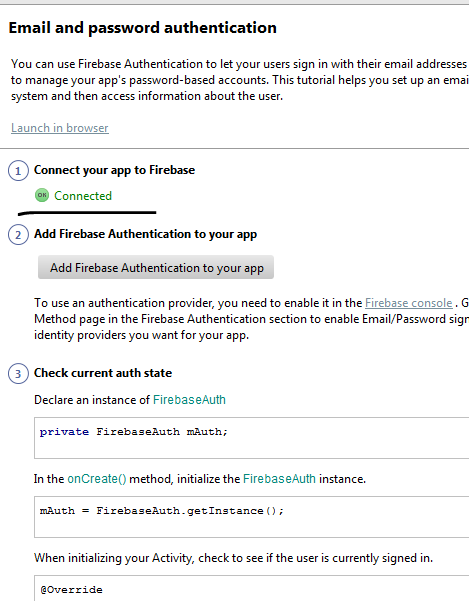 Email and password authentication
You can use Firebase Authentication to let your users sign in with their email addresses
to manage your app's password-based accounts. This tutorial helps you set up an emai
system and then access information about the user.
Launch in browser
1 Connect your app to Firebase
OK Connected
2 Add Firebase Authentication to your app
Add Firebase Authentication to your app
To use an authentication provider, you need to enable it in the Firebase console . G
Method page in the Firebase Authentication section to enable Email/Password sign
identity providers you want for your app.
3 Check current auth state
Declare an instance of FirebaseAuth
private FirebaseAuth mAuth;
In the onCreate() method, initialize the FirebaseAuth instance.
mAuth = FirebaseAuth.getInstance();
When initializing your Activity, check to see if the user is currently signed in.
@Override